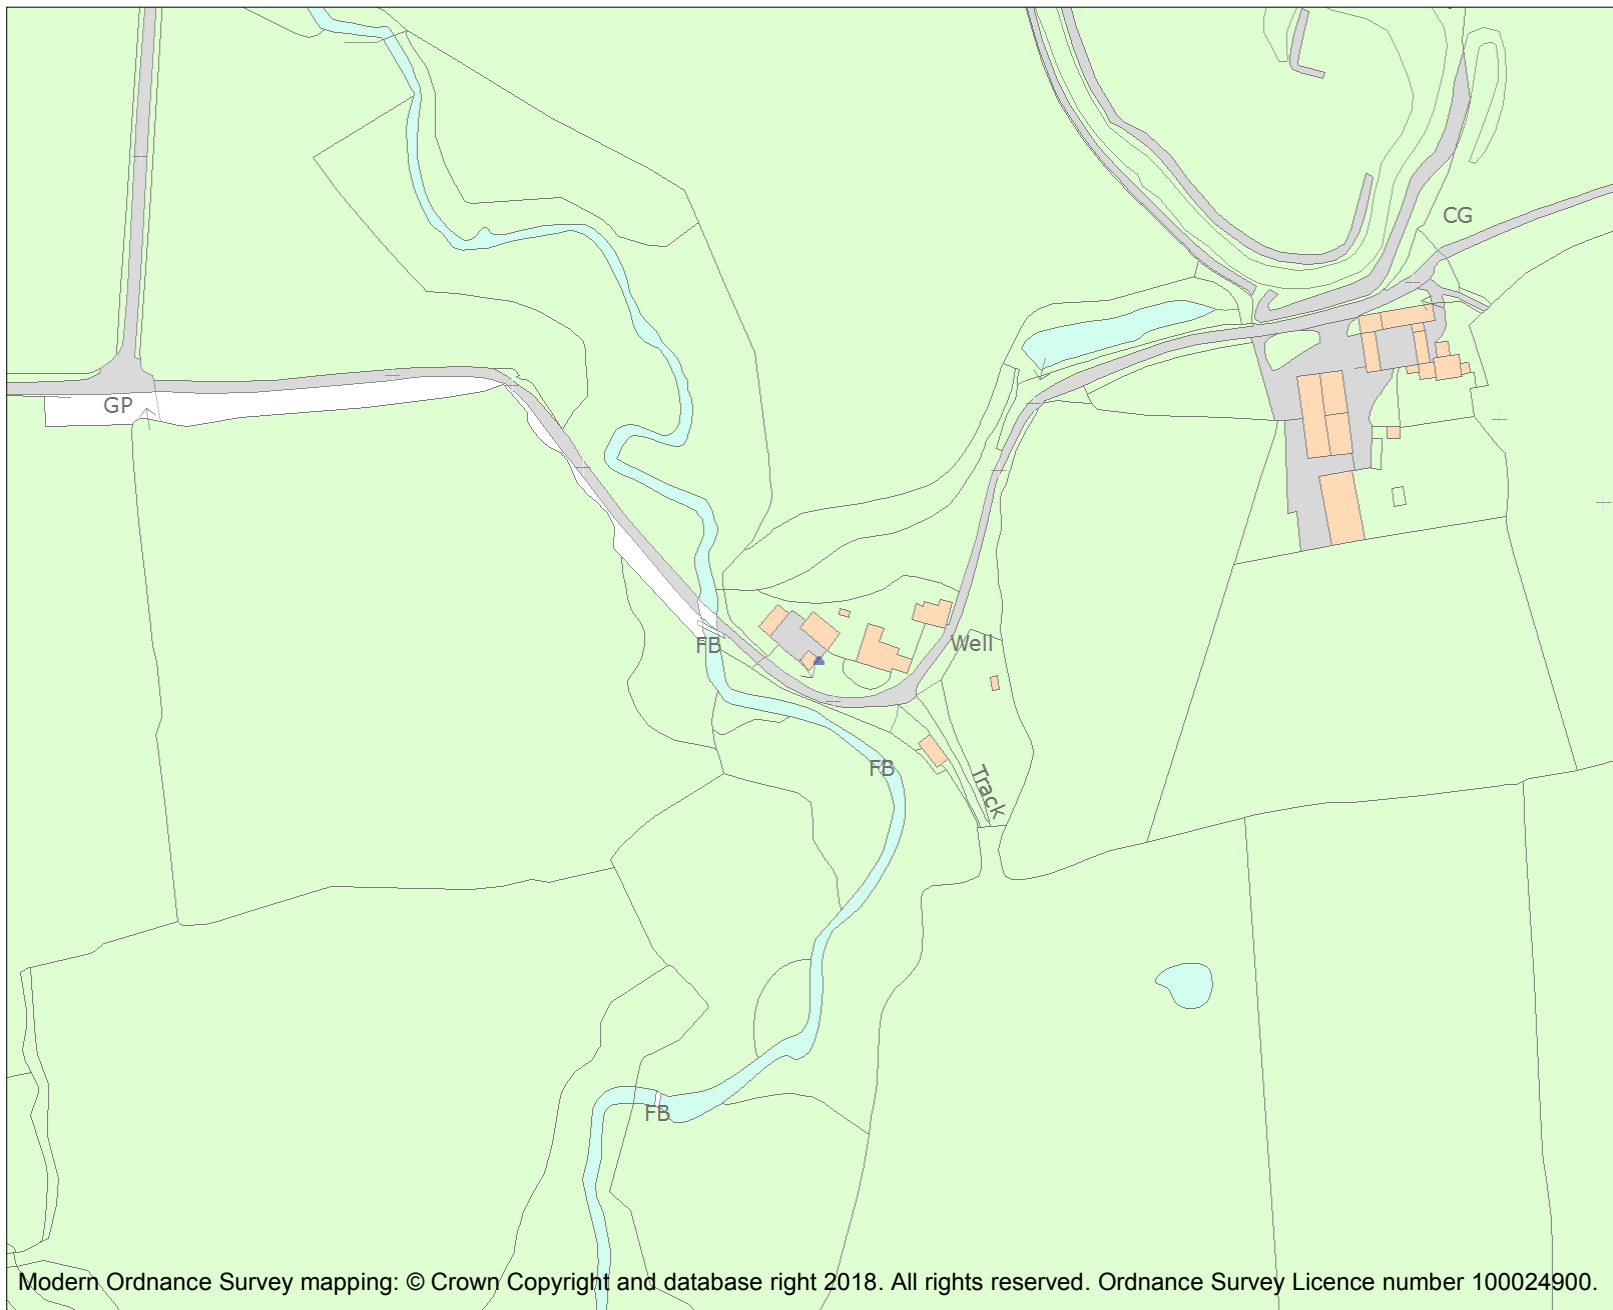 CG
GP
FB
Well
FB
Track
FB
Modern Ordnance Survey mapping: © Crown Copyright and database right 2018. All rights reserved. Ordnance Survey Licence number 100024900.